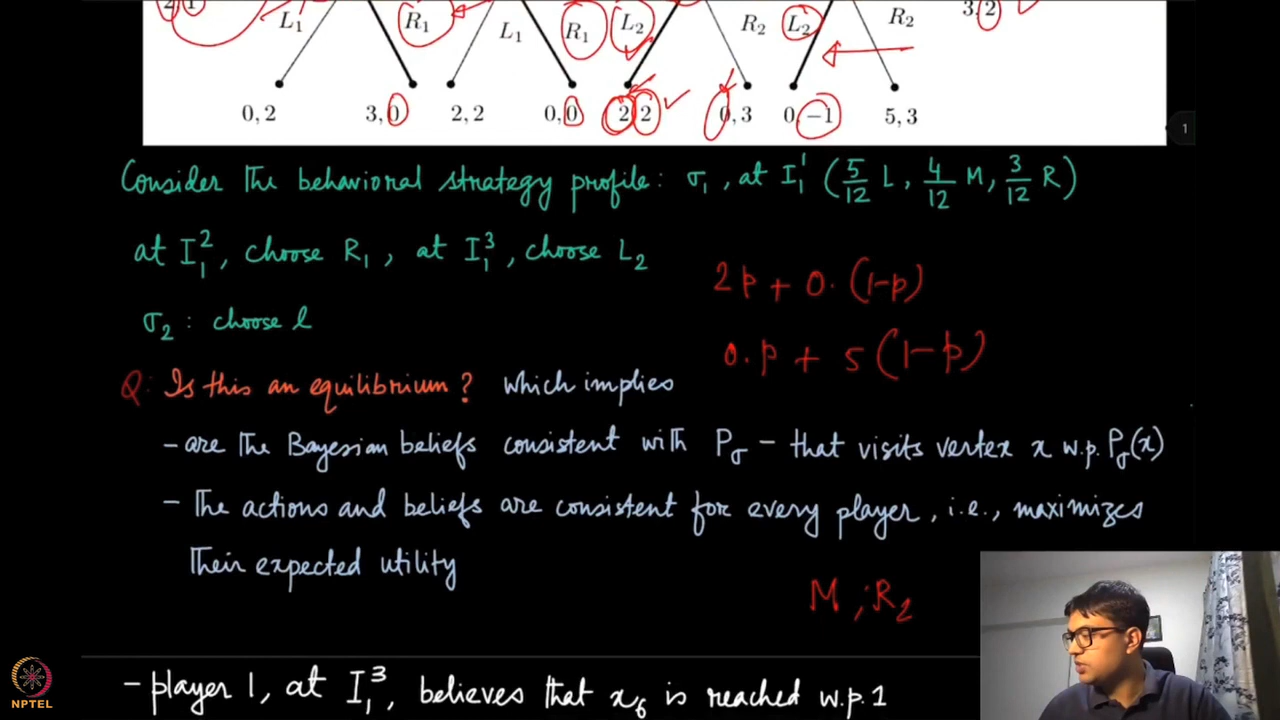 2 1 L₁ R₁ L₁ R₁ L₂ R₂ L₂ R₂ 3 2
0, 2 3, 0 2, 2 0, 0 2 2 0, 3 0 -1 5, 3
1
Consider the behavioral strategy profile: σ₁, at I₁¹ (5/12 L, 4/12 M, 3/12 R)
at I₁², choose R₁, at I₁³, choose L₂
2p + 0. (1-p)
σ₂ : choose l
0.p + 5 (1-p)
Q: Is this an equilibrium? which implies
- are the Bayesian beliefs consistent with Pσ - that visits vertex x w.p. Pσ(x)
- The actions and beliefs are consistent for every player, i.e., maximizes
their expected utility
M ; R₂
NPTEL
- player 1, at I₁³, believes that x₆ is reached w.p. 1